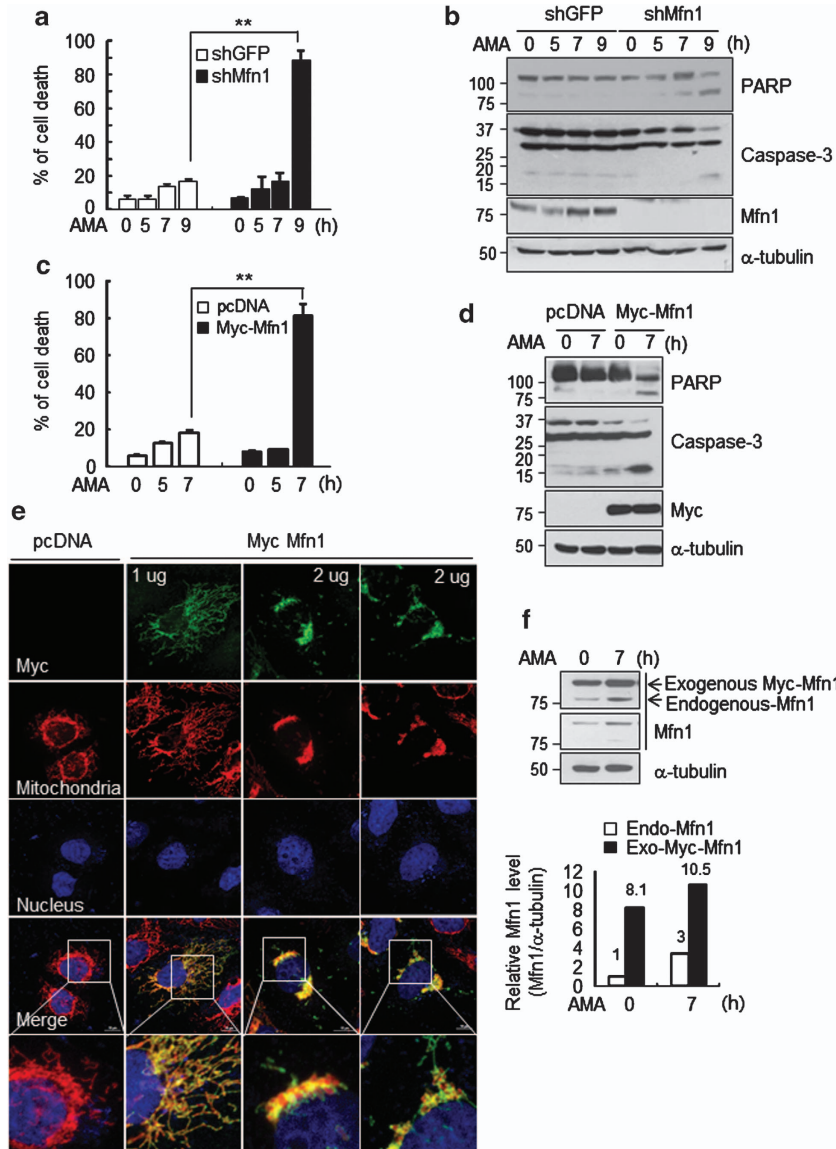 a
**
shGFP
shMfn1
% of cell death
100
80
60
40
20
0
AMA 0 5 7 9 0 5 7 9 (h)
b
shGFP shMfn1
AMA 0 5 7 9 0 5 7 9 (h)
100
75
PARP
37
25
20
15
Caspase-3
75
Mfn1
50
α-tubulin
c
**
pcDNA
Myc-Mfn1
% of cell death
100
80
60
40
20
0
AMA 0 5 7 0 5 7 (h)
d
pcDNA Myc-Mfn1
AMA 0 7 0 7 (h)
100
75
PARP
37
25
20
15
Caspase-3
75
Myc
50
α-tubulin
e
pcDNA Myc Mfn1
1 ug 2 ug 2 ug
Myc
Mitochondria
Nucleus
Merge
f
AMA 0 7 (h)
Exogenous Myc-Mfn1
Endogenous-Mfn1
75
Mfn1
75
50
α-tubulin
Endo-Mfn1
Exo-Myc-Mfn1
Relative Mfn1 level
(Mfn1/α-tubulin)
12
10
8
6
4
2
0
1
8.1
3
10.5
AMA 0 7 (h)